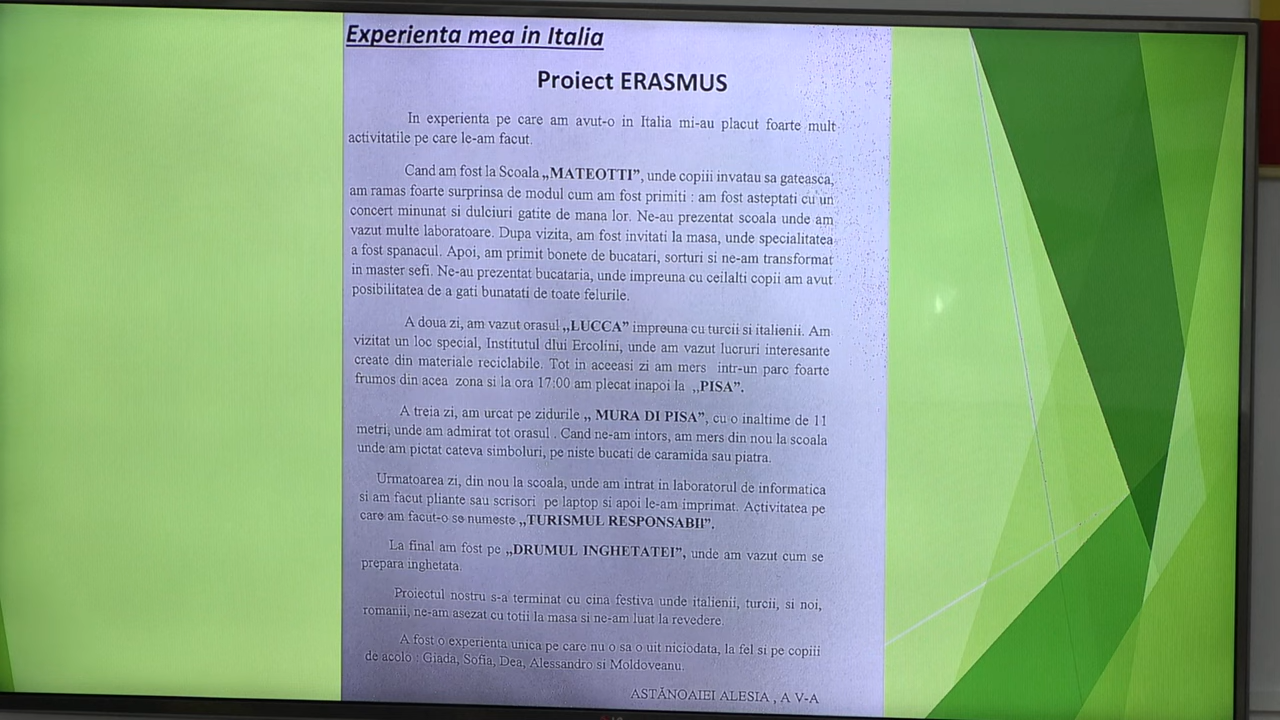 Experienta mea in Italia
Proiect ERASMUS
In experienta pe care am avut-o in Italia mi-au placut foarte mult
activitatile pe care le-am facut.
Cand am fost la Scoala „MATEOTTI”, unde copiii invatau sa gateasca,
am ramas foarte surprinsa de modul cum am fost primiti : am fost asteptati cu un
concert minunat si dulciuri gatite de mana lor. Ne-au prezentat scoala unde am
vazut multe laboratoare. Dupa vizita, am fost invitati la masa, unde specialitatea
a fost spanacul. Apoi, am primit bonete de bucatari, sorturi si ne-am transformat
in master sefi. Ne-au prezentat bucataria, unde impreuna cu ceilalti copii am avut
posibilitatea de a gati bunatati de toate felurile.
A doua zi, am vazut orasul „LUCCA” impreuna cu turcii si italienii. Am
vizitat un loc special, Institutul dlui Ercolini, unde am vazut lucruri interesante
create din materiale reciclabile. Tot in aceeasi zi am mers intr-un parc foarte
frumos din acea zona si la ora 17:00 am plecat inapoi la „PISA”.
A treia zi, am urcat pe zidurile „ MURA DI PISA”, cu o inaltime de 11
metri, unde am admirat tot orasul . Cand ne-am intors, am mers din nou la scoala
unde am pictat cateva simboluri, pe niste bucati de caramida sau piatra.
Urmatoarea zi, din nou la scoala, unde am intrat in laboratorul de informatica
si am facut pliante sau scrisori pe laptop si apoi le-am imprimat. Activitatea pe
care am facut-o se numeste „TURISMUL RESPONSABIl”.
La final am fost pe „DRUMUL INGHETATEI”, unde am vazut cum se
prepara inghetata.
Proiectul nostru s-a terminat cu cina festiva unde italienii, turcii, si noi,
romanii, ne-am asezat cu totii la masa si ne-am luat la revedere.
A fost o experienta unica pe care nu o sa o uit niciodata, la fel si pe copiii
de acolo : Giada, Sofia, Dea, Alessandro si Moldoveanu.
ASTĂNOAIEI ALESIA , A V-A